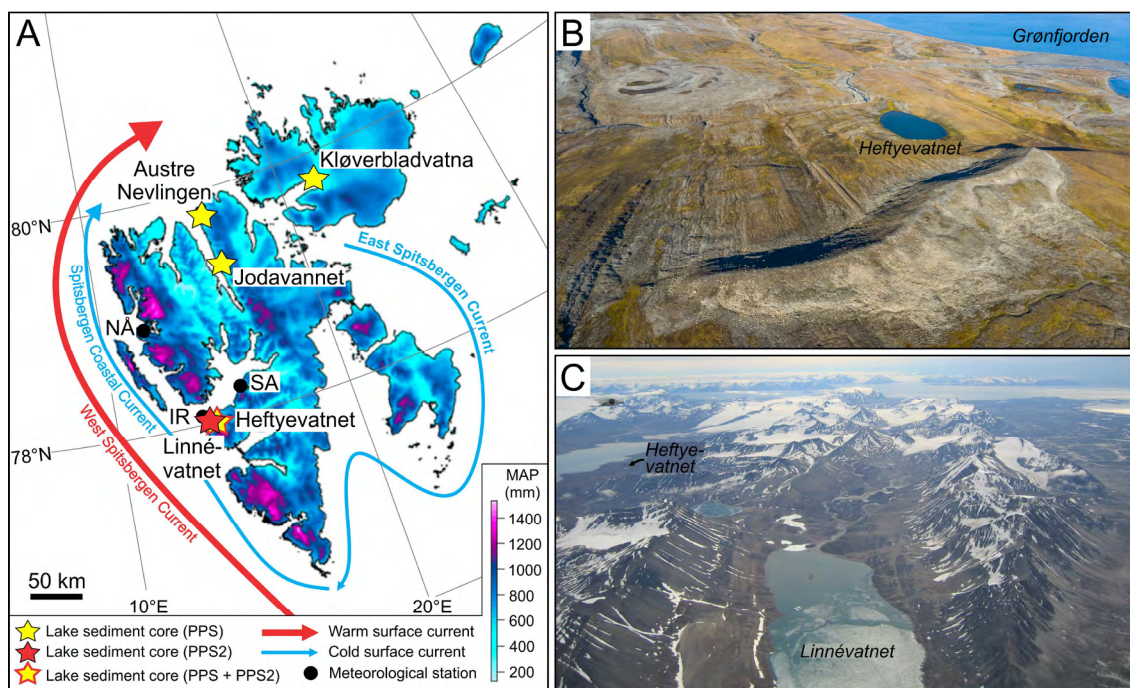 A
80°N
78°N
10°E
20°E
Austre
Nevlingen
Kløverbladvatna
Jodavannet
East Spitsbergen Current
Spitsbergen Coastal Current
West Spitsbergen Current
NÅ
SA
IR
Heftyevatnet
Linné-
vatnet
50 km
MAP
(mm)
1400
1200
1000
800
600
400
200
Lake sediment core (PPS)
Lake sediment core (PPS2)
Lake sediment core (PPS + PPS2)
Warm surface current
Cold surface current
Meteorological station
B
Grønfjorden
Heftyevatnet
C
Heftye-
vatnet
Linnévatnet